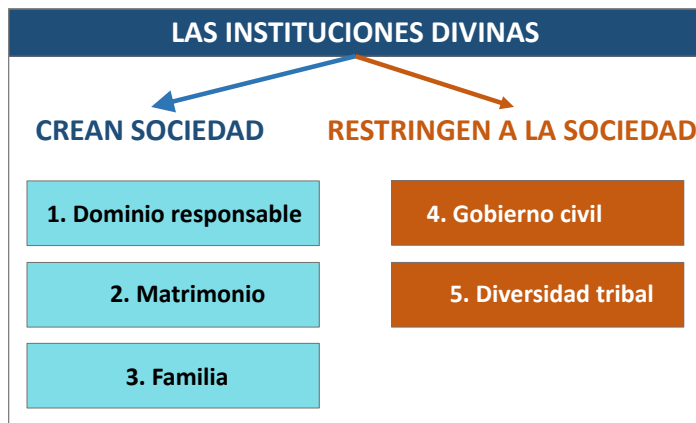 LAS INSTITUCIONES DIVINAS
CREAN SOCIEDAD
RESTRINGEN A LA SOCIEDAD
1. Dominio responsable
2. Matrimonio
3. Familia
4. Gobierno civil
5. Diversidad tribal